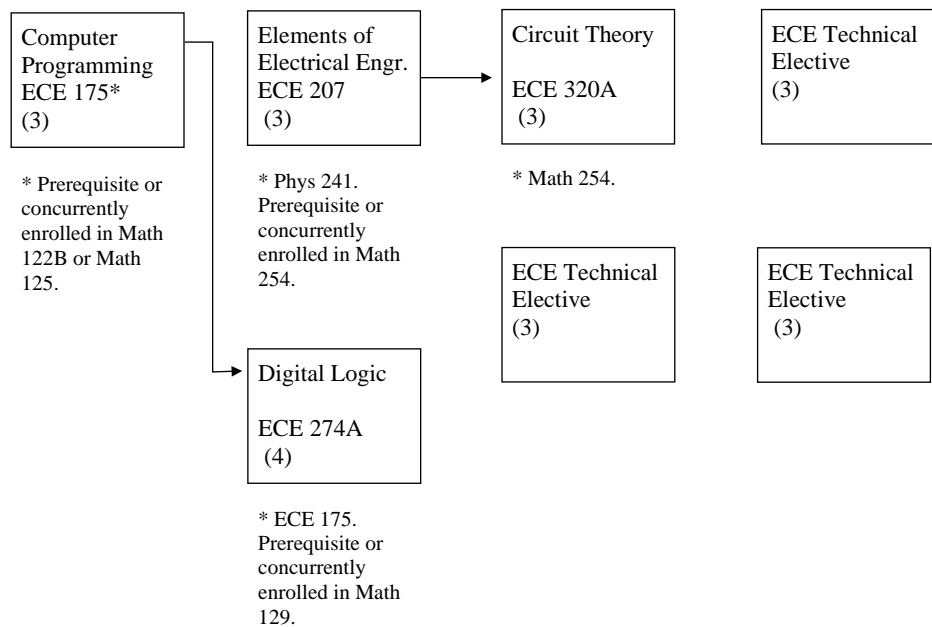 Computer
Programming
ECE 175*
(3)
* Prerequisite or
concurrently
enrolled in Math
122B or Math
125.
Elements of
Electrical Engr.
ECE 207
(3)
* Phys 241.
Prerequisite or
concurrently
enrolled in Math
254.
Circuit Theory
ECE 320A
(3)
* Math 254.
ECE Technical
Elective
(3)
ECE Technical
Elective
(3)
ECE Technical
Elective
(3)
Digital Logic
ECE 274A
(4)
* ECE 175.
Prerequisite or
concurrently
enrolled in Math
129.